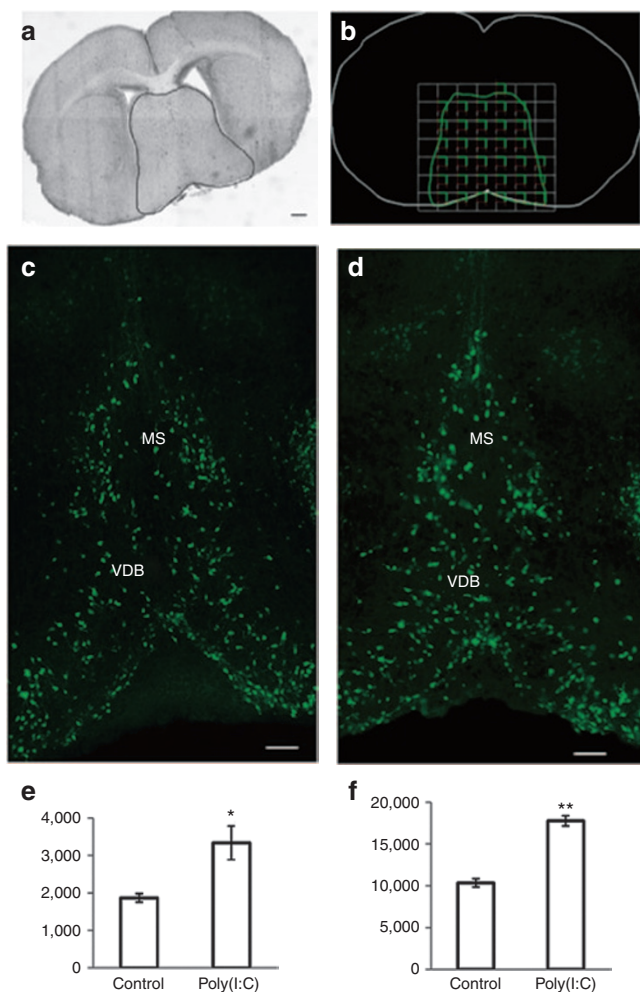 a
b
c
MS
VDB
d
MS
VDB
e
4,000
3,000
2,000
1,000
0
*
Control
Poly(I:C)
f
20,000
15,000
10,000
5,000
0
**
Control
Poly(I:C)